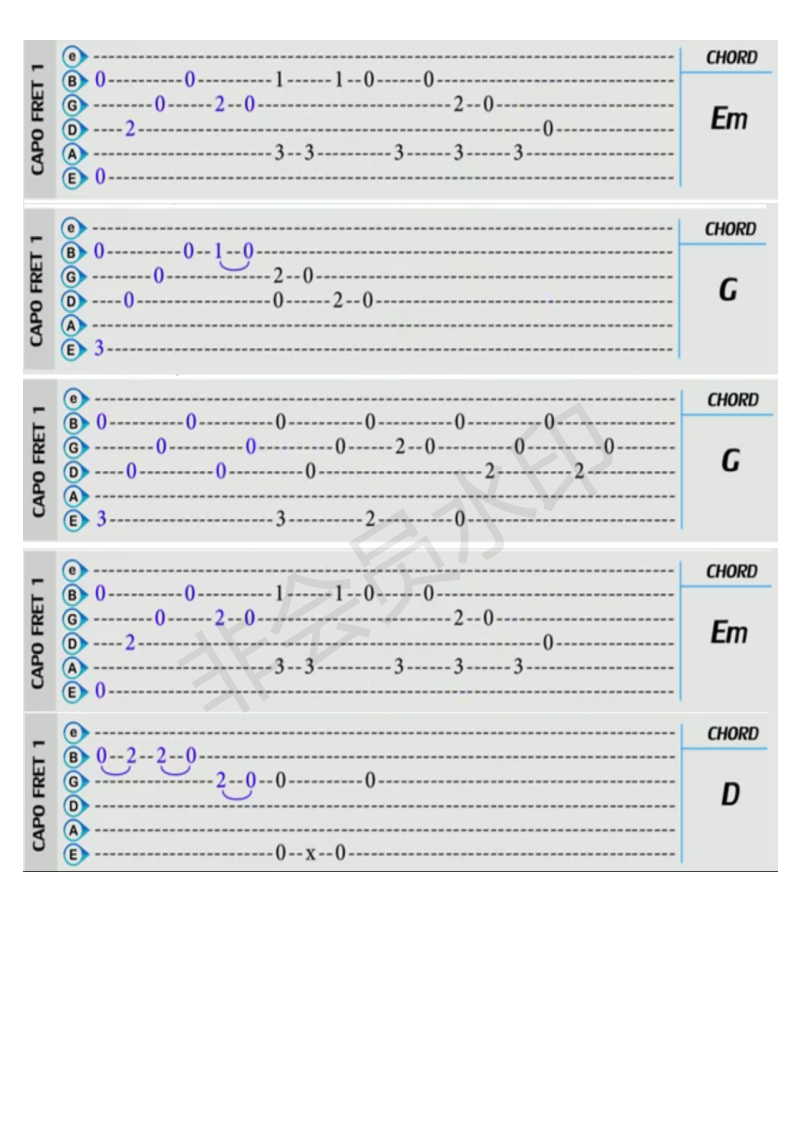 CAPO FRET 1
e ----------------------------------------------------------
B 0--------0--------1-----1--0-----0------------------------
G ------0-----2--0--------------------2--0------------------
D ---2-----------------------------------------0------------
A ------------------3--3--------3-----3-----3---------------
E 0---------------------------------------------------------
CHORD
Em
CAPO FRET 1
e ----------------------------------------------------------
B 0--------0--1--0------------------------------------------
G ------0-----------2--0------------------------------------
D ---0--------------0-----2--0------------------------------
A ----------------------------------------------------------
E 3---------------------------------------------------------
CHORD
G
CAPO FRET 1
e ----------------------------------------------------------
B 0--------0--------0--------0--------0--------0------------
G ------0--------0--------0-----2--0--------0--------0------
D ---0--------0--------0-----------------2--------2---------
A ----------------------------------------------------------
E 3-----------------3--------2--------0---------------------
CHORD
G
CAPO FRET 1
e ----------------------------------------------------------
B 0--------0--------1-----1--0-----0------------------------
G ------0-----2--0--------------------2--0------------------
D ---2-----------------------------------------0------------
A ------------------3--3--------3-----3-----3---------------
E 0---------------------------------------------------------
CHORD
Em
CAPO FRET 1
e ----------------------------------------------------------
B 0--2--2--0------------------------------------------------
G ------------2--0--0--------0------------------------------
D ----------------------------------------------------------
A ----------------------------------------------------------
E ------------------0--x--0---------------------------------
CHORD
D
非会员水印